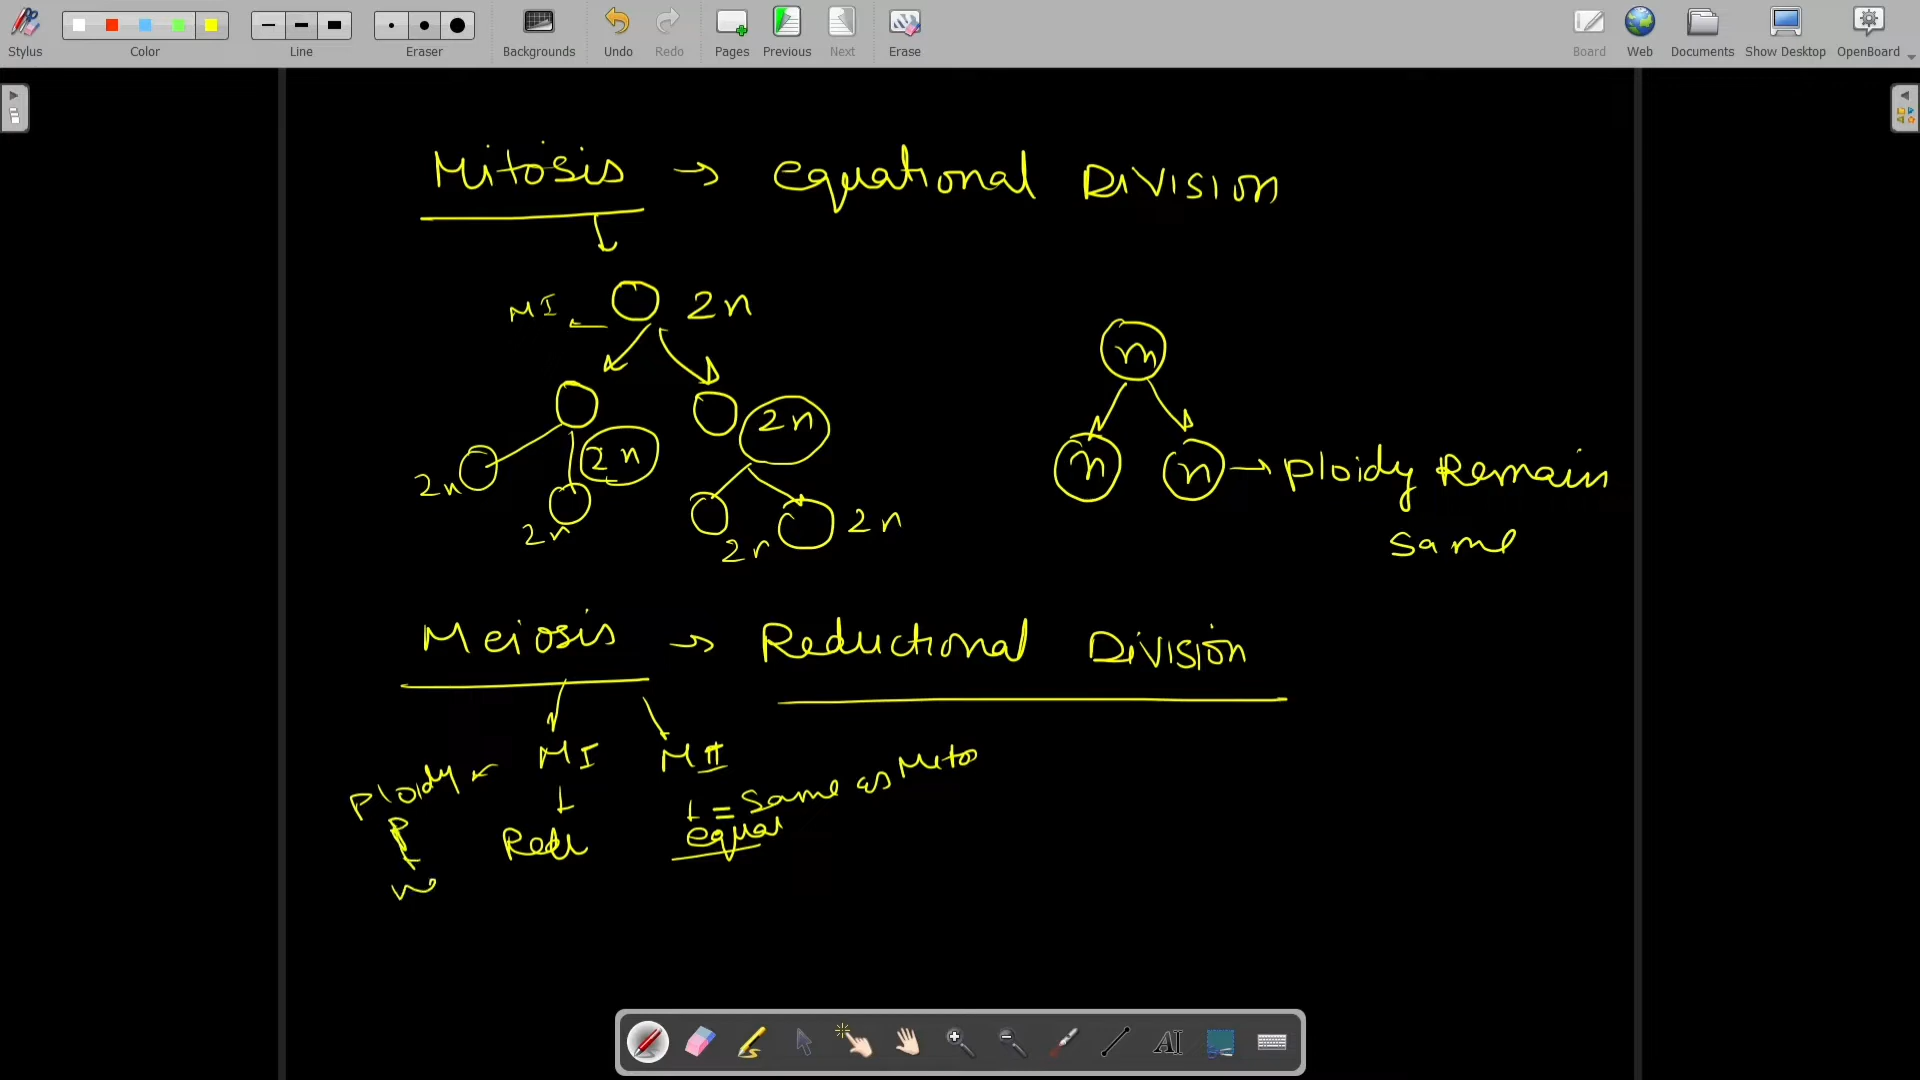 Stylus Color Line Eraser Backgrounds Undo Redo Pages Previous Next Erase Board Web Documents Show Desktop OpenBoard
Mitosis → equational Division
MI 2n
2n
2n
2n
2n
2n 2n
m
n n → ploidy Remain
same
Meiosis → Reductional Division
MI MII
Ploidy
= same as Mito
Redu equal